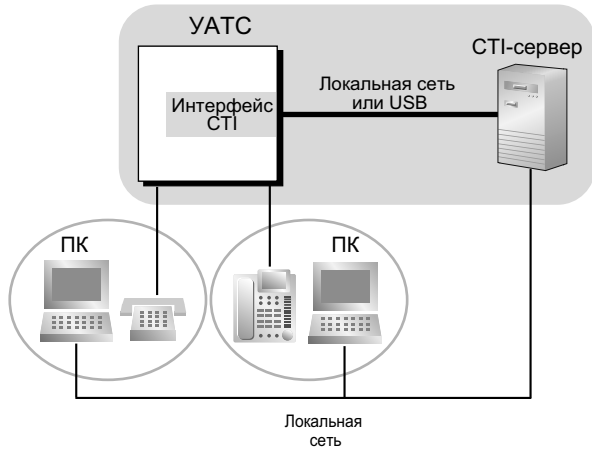 УАТС
CTI-сервер
Локальная сеть
или USB
Интерфейс
CTI
ПК
ПК
Локальная
сеть